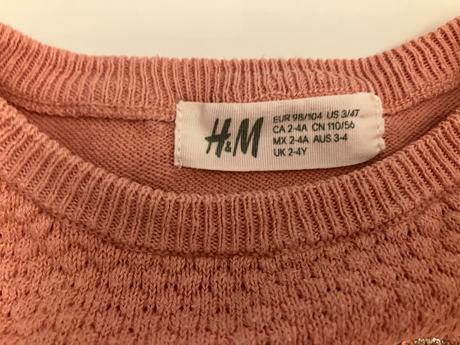 H&M
EUR 98/104 US 3/4Y
CA 2-4A CN 110/56
MX 2-4A AUS 3-4
UK 2-4Y